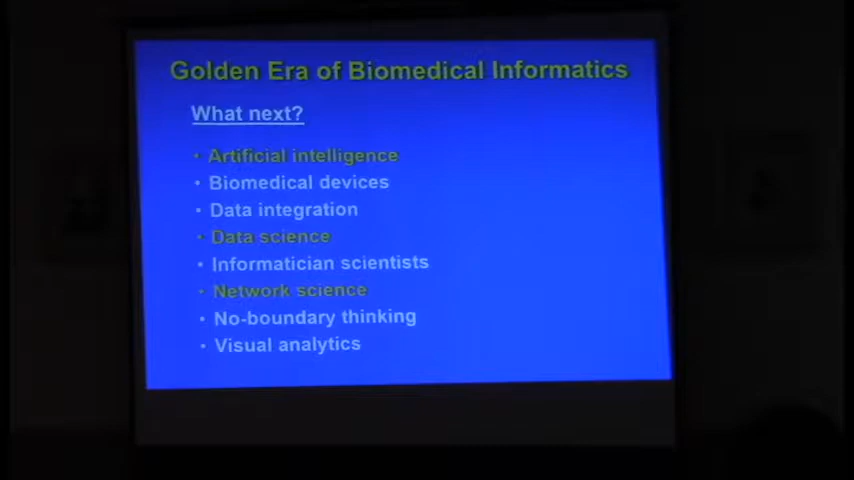 Golden Era of Biomedical Informatics
What next?
• Artificial intelligence
• Biomedical devices
• Data integration
• Data science
• Informatician scientists
• Network science
• No-boundary thinking
• Visual analytics